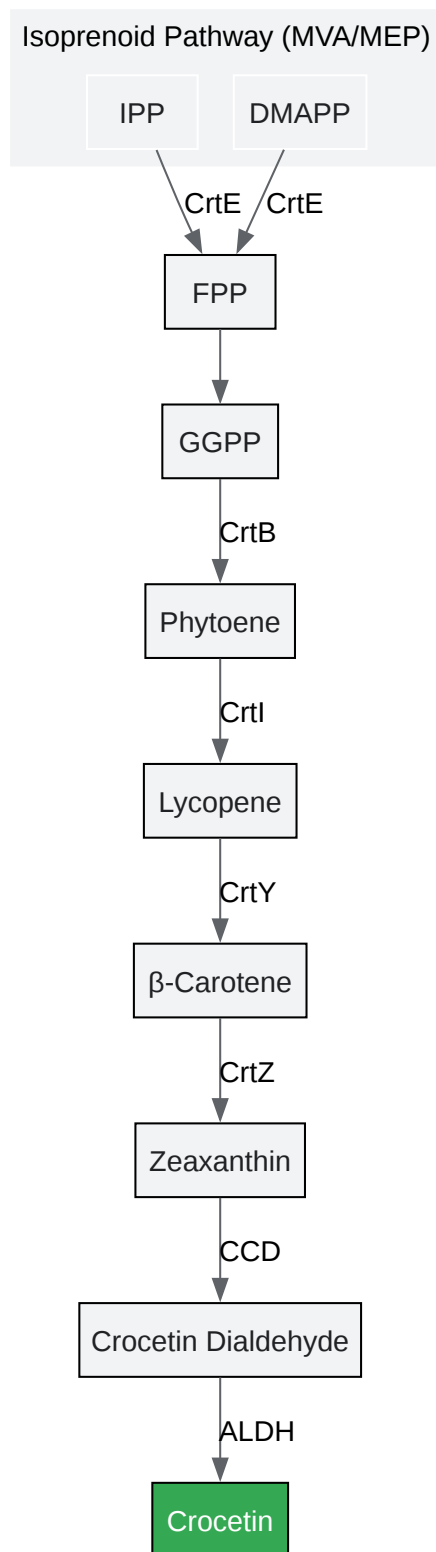 Isoprenoid Pathway (MVA/MEP)
IPP
DMAPP
CrtE
CrtE
FPP
GGPP
CrtB
Phytoene
CrtI
Lycopene
CrtY
β-Carotene
CrtZ
Zeaxanthin
CCD
Crocetin Dialdehyde
ALDH
Crocetin